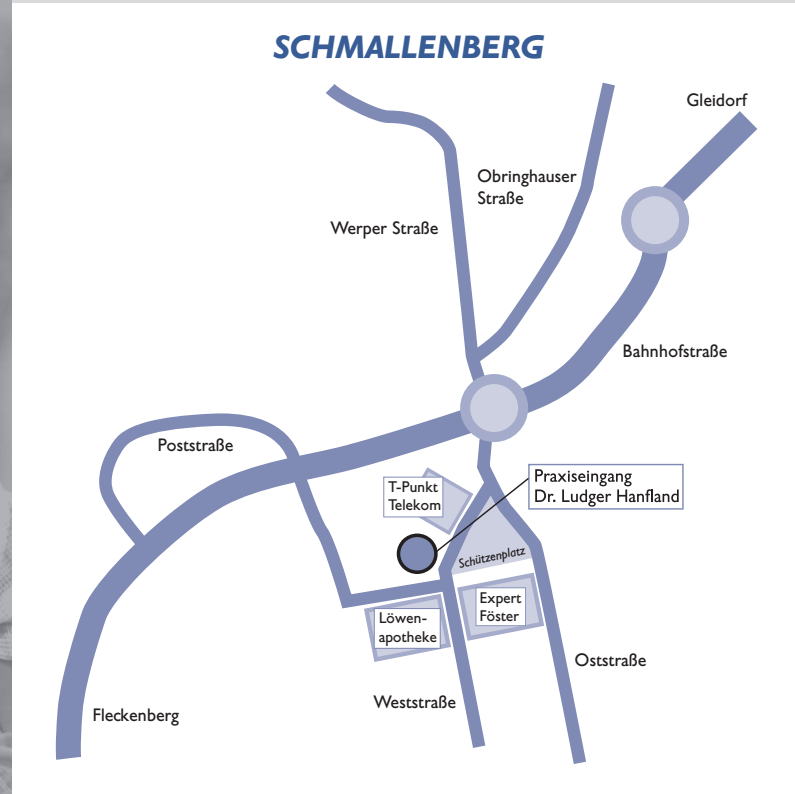 SCHMALLENBERG
Gleidorf
Obringhauser
Straße
Werper Straße
Bahnhofstraße
Poststraße
T-Punkt
Telekom
Praxiseingang
Dr. Ludger Hanfland
Schützenplatz
Expert
Föster
Löwen-
apotheke
Oststraße
Weststraße
Fleckenberg